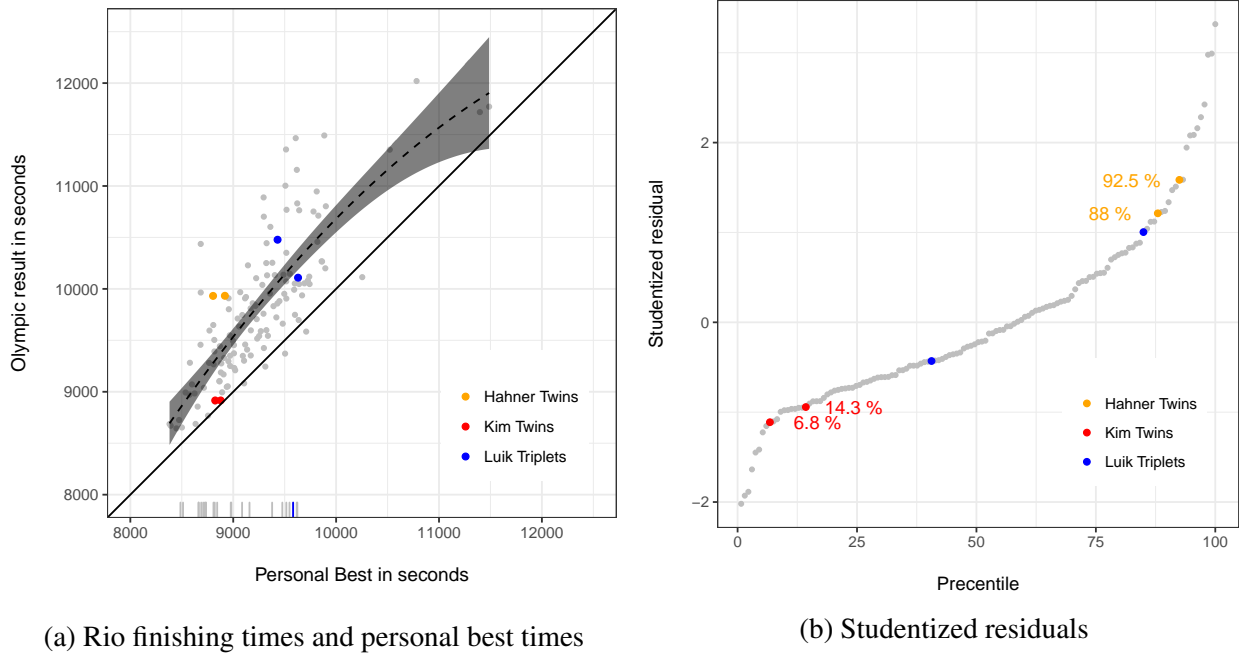 Olympic result in seconds
12000
11000
10000
9000
8000
8000 9000 10000 11000 12000
Personal Best in seconds
Hahner Twins
Kim Twins
Luik Triplets
(a) Rio finishing times and personal best times
Studentized residual
2
0
−2
0 25 50 75 100
Precentile
92.5 %
88 %
14.3 %
6.8 %
Hahner Twins
Kim Twins
Luik Triplets
(b) Studentized residuals